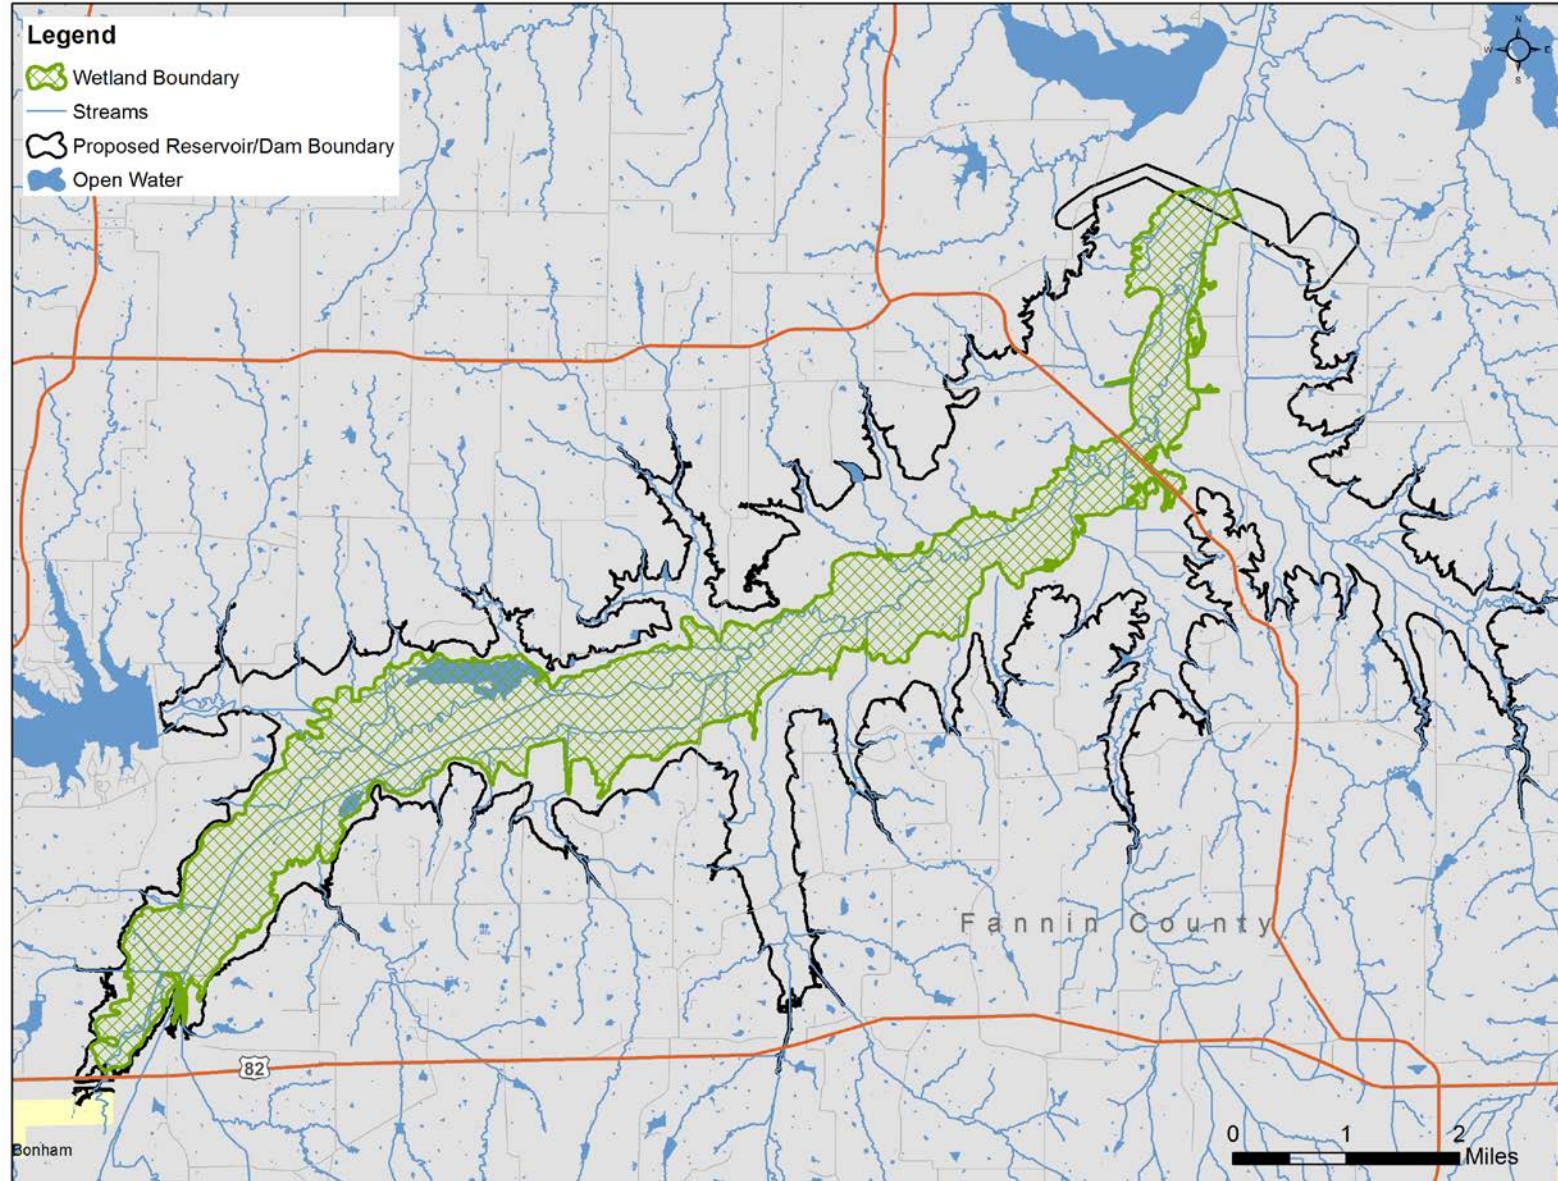 Legend
Wetland Boundary
Streams
Proposed Reservoir/Dam Boundary
Open Water
N
W E
S
Fannin County
82
Bonham
0 1 2
Miles